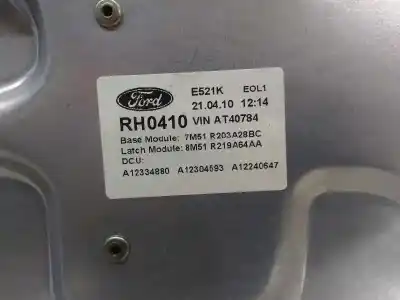 Ford E521K EOL1
21.04.10 12:14
RH0410 VIN AT40784
Base Module: 7M51 R203A28BC
Latch Module: 8M51 R219A64AA
DCU:
A12334880 A12304593 A12240647